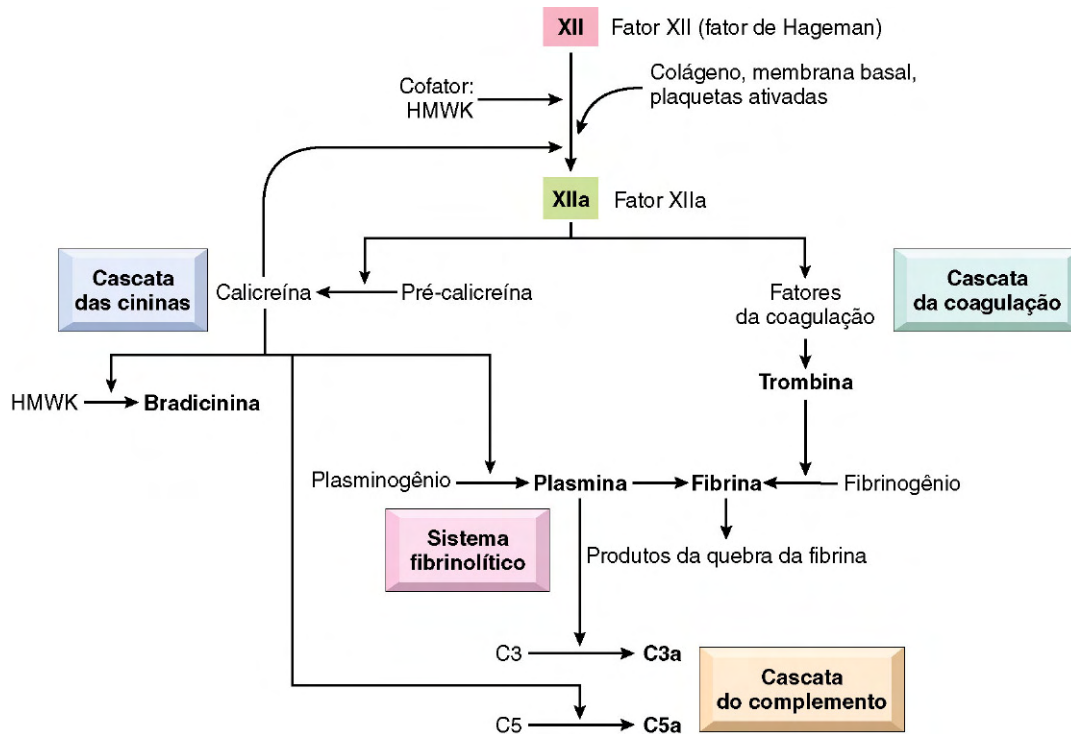 XII
Fator XII (fator de Hageman)
Cofator:
HMWK
Colágeno, membrana basal,
plaquetas ativadas
XIIa
Fator XIIa
Cascata
das cininas
Calicreína
Pré-calicreína
Fatores
da coagulação
Cascata
da coagulação
Trombina
HMWK
Bradicinina
Plasminogênio
Plasmina
Fibrina
Fibrinogênio
Sistema
fibrinolítico
Produtos da quebra da fibrina
C3
C3a
Cascata
do complemento
C5
C5a